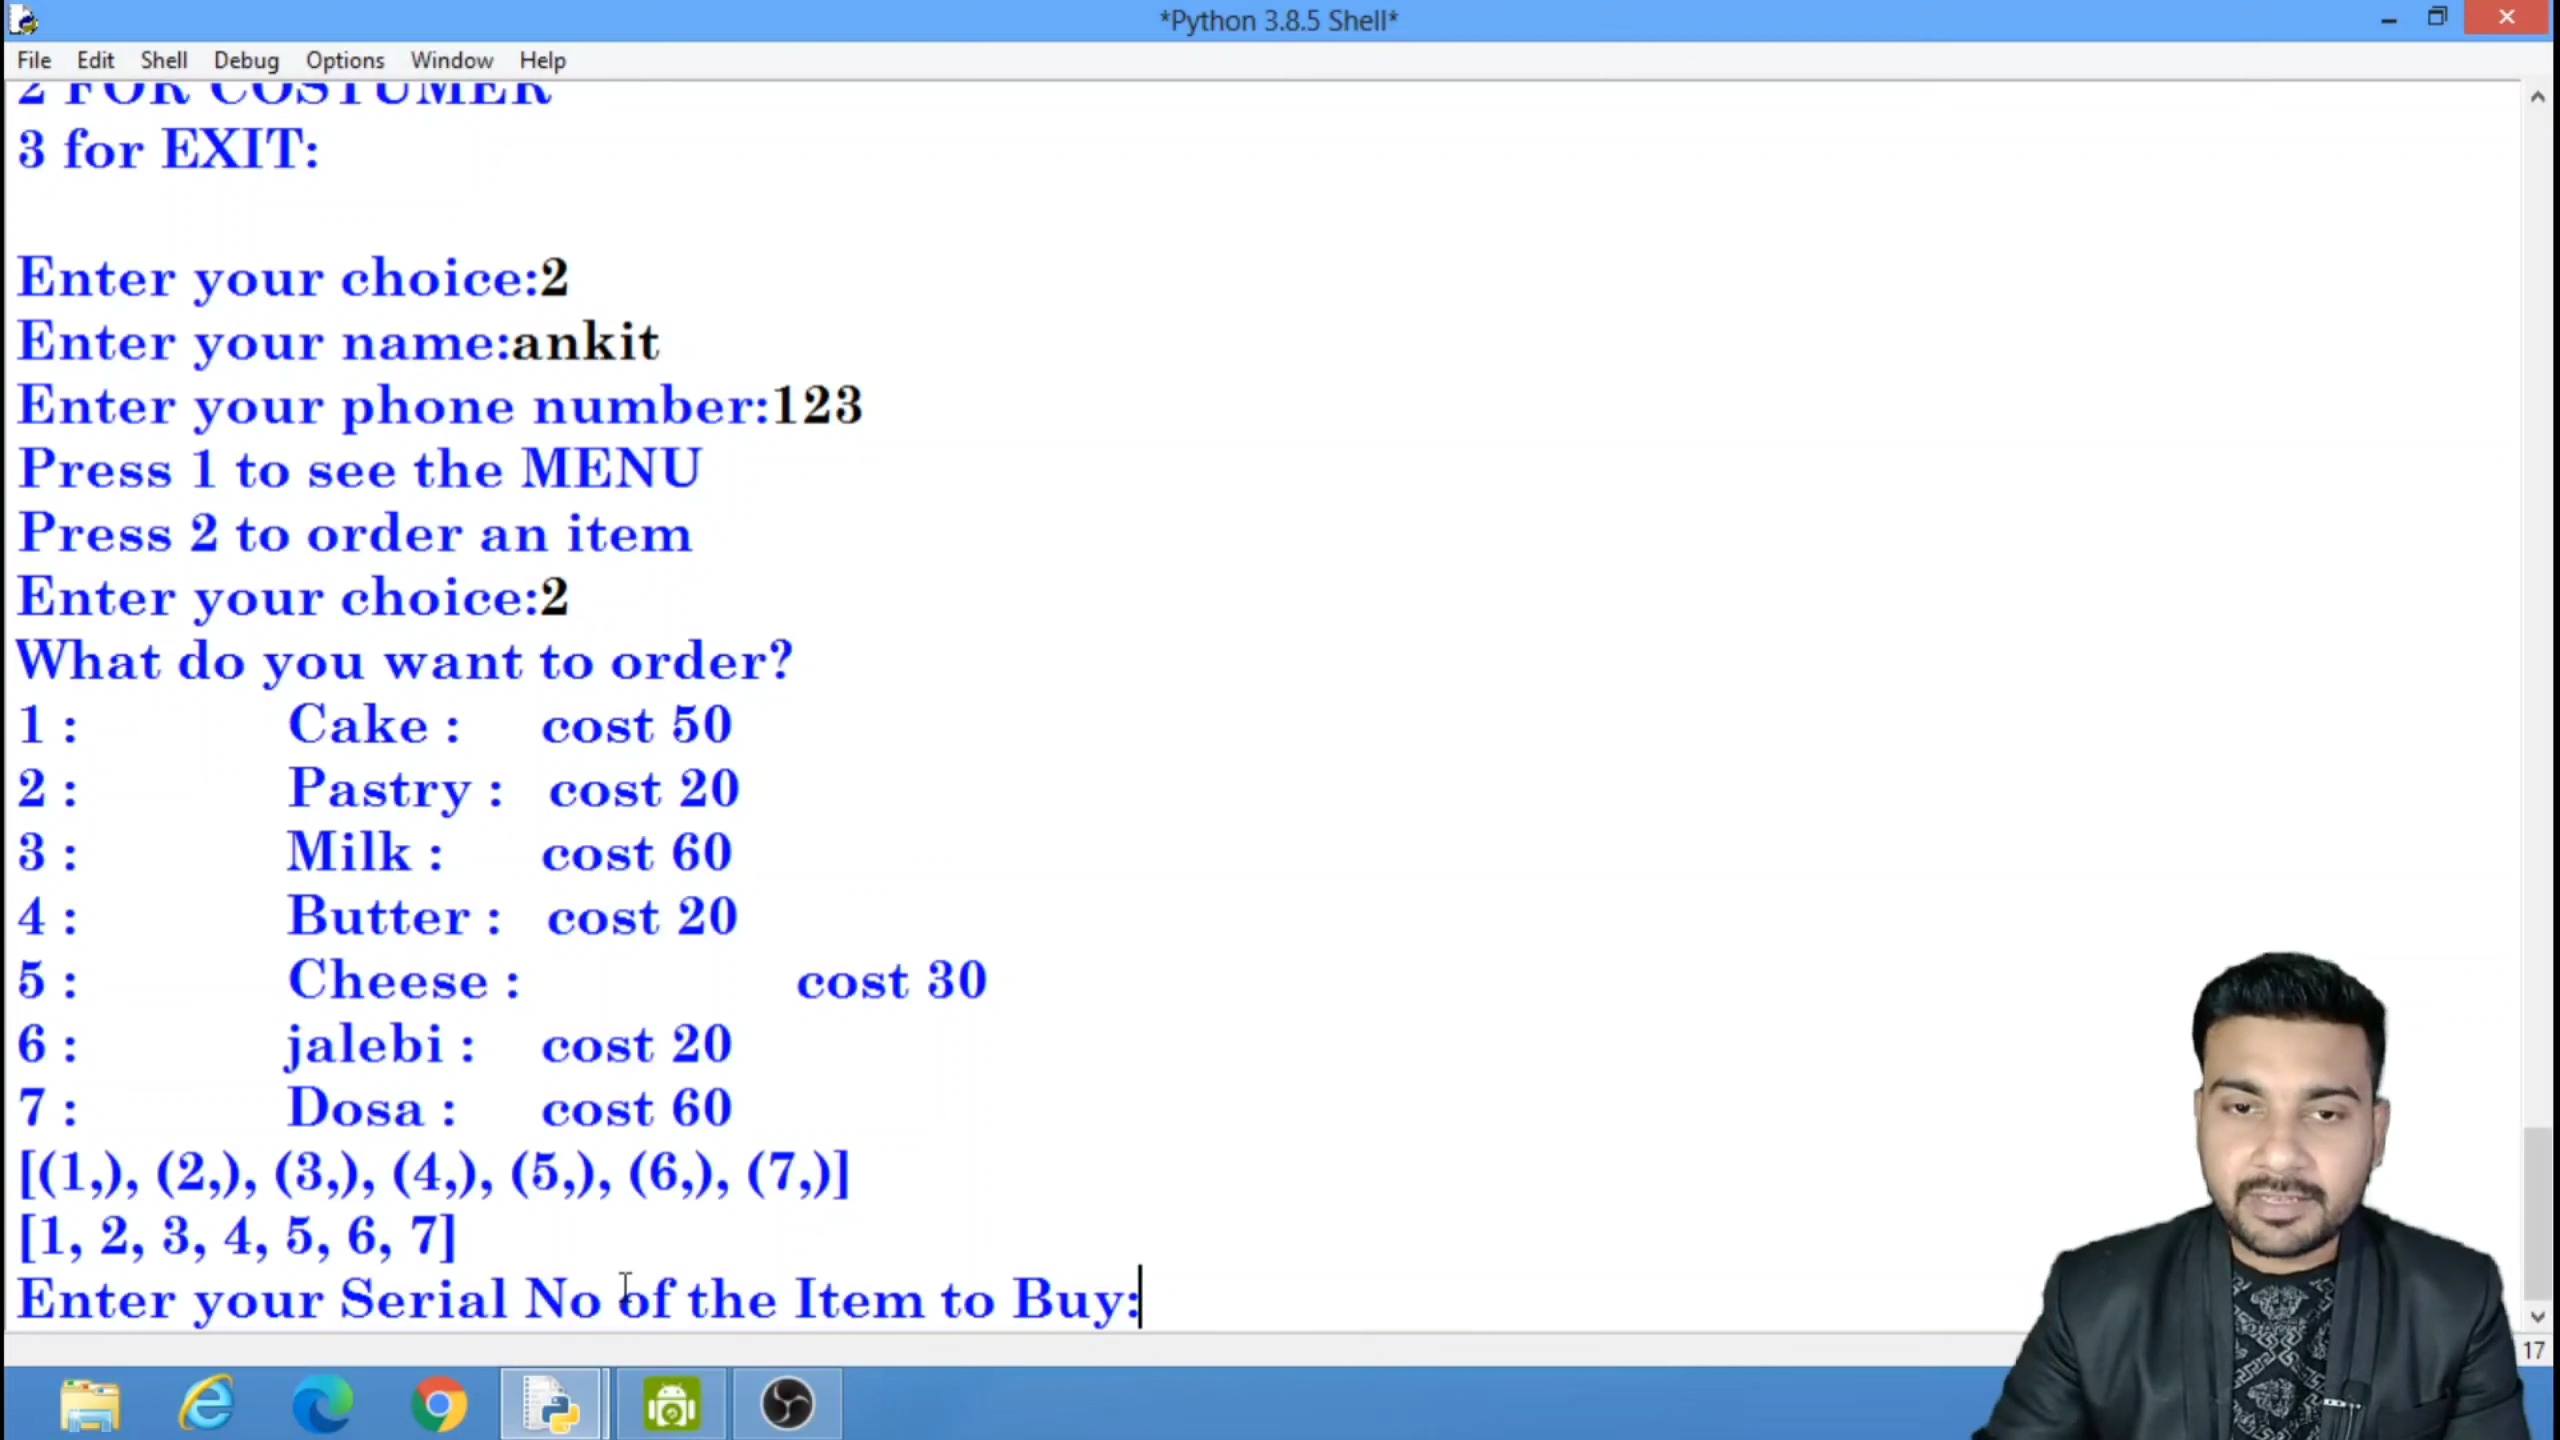 *Python 3.8.5 Shell*
File Edit Shell Debug Options Window Help
2 FOR COSTUMER
3 for EXIT:
Enter your choice:2
Enter your name:ankit
Enter your phone number:123
Press 1 to see the MENU
Press 2 to order an item
Enter your choice:2
What do you want to order?
1 : Cake : cost 50
2 : Pastry : cost 20
3 : Milk : cost 60
4 : Butter : cost 20
5 : Cheese : cost 30
6 : jalebi : cost 20
7 : Dosa : cost 60
[(1,), (2,), (3,), (4,), (5,), (6,), (7,)]
[1, 2, 3, 4, 5, 6, 7]
Enter your Serial No of the Item to Buy:
17